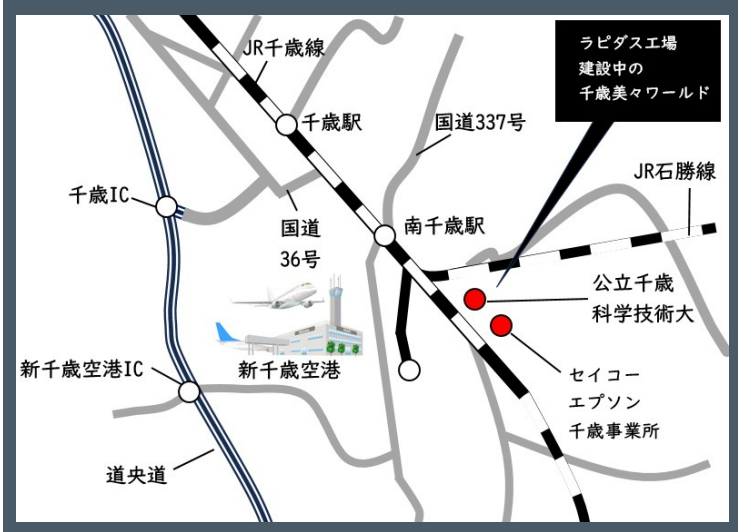 ラピダス工場
建設中の
千歳美々ワールド
JR千歳線
千歳駅
国道337号
JR石勝線
千歳IC
国道
36号
南千歳駅
公立千歳
科学技術大
新千歳空港IC
新千歳空港
セイコー
エプソン
千歳事業所
道央道